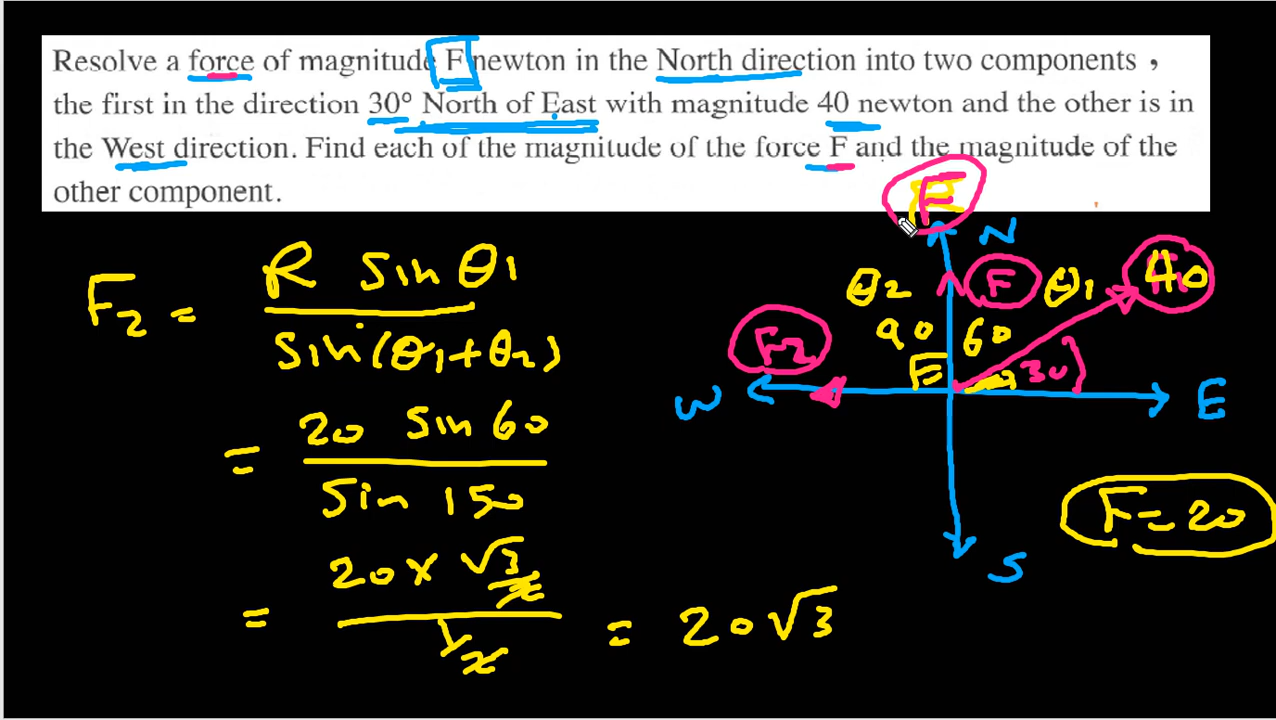 Resolve a force of magnitude F newton in the North direction into two components ,
the first in the direction 30° North of East with magnitude 40 newton and the other is in
the West direction. Find each of the magnitude of the force F and the magnitude of the
other component.
F
N
F2 = R sin θ1 / sin (θ1 + θ2)
θ2 F θ1 40
F2 90 60
F 30
W E
= 20 sin 60 / sin 150
F = 20
S
= 20 × √3/2 / 1/2 = 20 √3